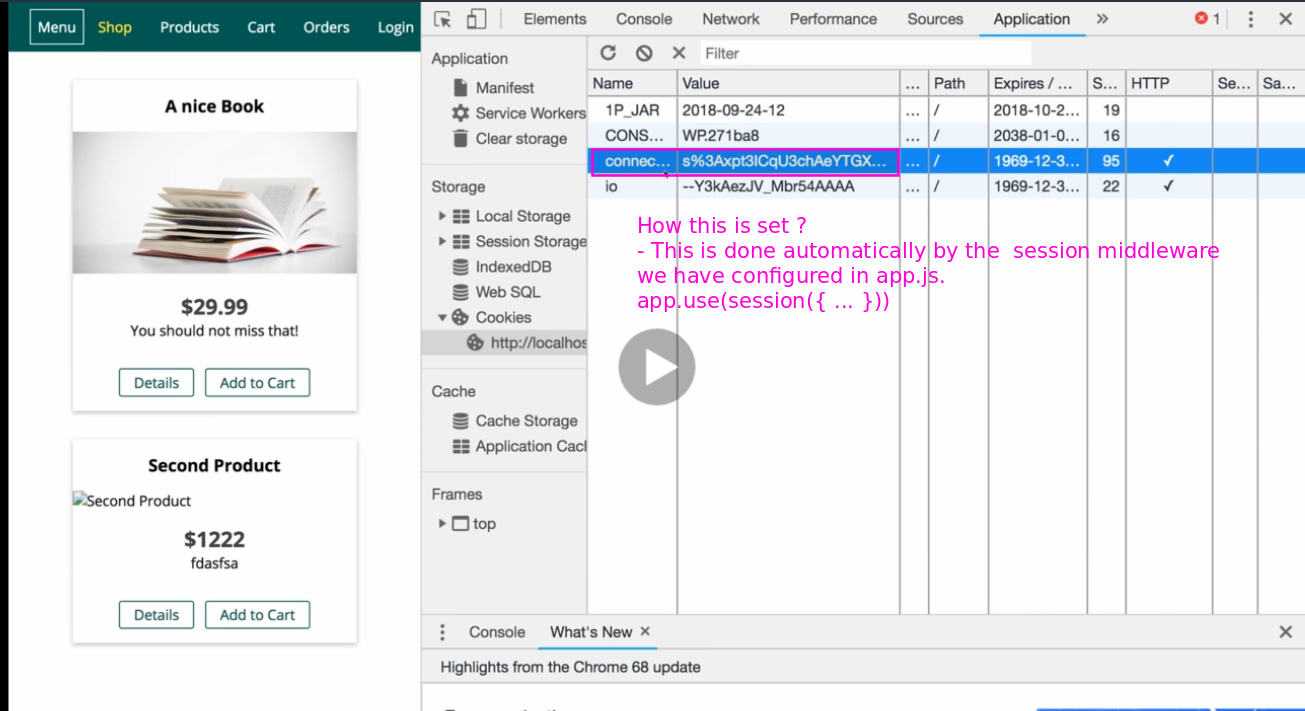 Menu Shop Products Cart Orders Login
A nice Book
$29.99
You should not miss that!
Details Add to Cart
Second Product
Second Product
$1222
fdasfsa
Details Add to Cart
Elements Console Network Performance Sources Application » 1
Application
Manifest
Service Workers
Clear storage
Storage
Local Storage
Session Storage
IndexedDB
Web SQL
Cookies
http://localhos
Cache
Cache Storage
Application Cacl
Frames
top
Filter
Name Value ... Path Expires / ... S... HTTP Se... Sa...
1P_JAR 2018-09-24-12 ... / 2018-10-2... 19
CONS... WP.271ba8 ... / 2038-01-0... 16
connec... s%3Axpt3ICqU3chAeYTGX... ... / 1969-12-3... 95 ✓
io --Y3kAezJV_Mbr54AAAA ... / 1969-12-3... 22 ✓
How this is set ?
- This is done automatically by the session middleware
we have configured in app.js.
app.use(session({ ... }))
Console What's New
Highlights from the Chrome 68 update